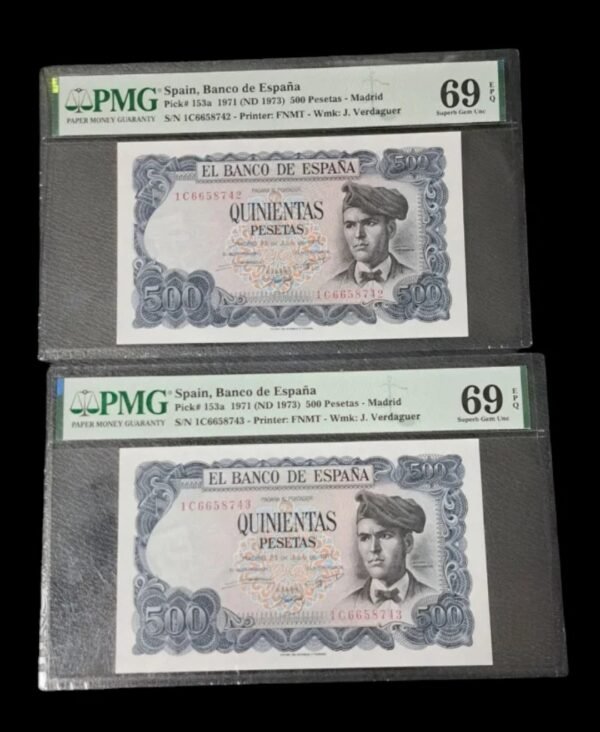 PMG
PAPER MONEY GUARANTY
Spain, Banco de España
Pick# 153a 1971 (ND 1973) 500 Pesetas - Madrid
S/N 1C6658742 - Printer: FNMT - Wmk: J. Verdaguer
69
EPQ
Superb Gem Unc
EL BANCO DE ESPAÑA
500
1C6658742
QUINIENTAS
PESETAS
1C6658742
500
500
PMG
PAPER MONEY GUARANTY
Spain, Banco de España
Pick# 153a 1971 (ND 1973) 500 Pesetas - Madrid
S/N 1C6658743 - Printer: FNMT - Wmk: J. Verdaguer
69
EPQ
Superb Gem Unc
EL BANCO DE ESPAÑA
500
1C6658743
QUINIENTAS
PESETAS
1C6658743
500
500